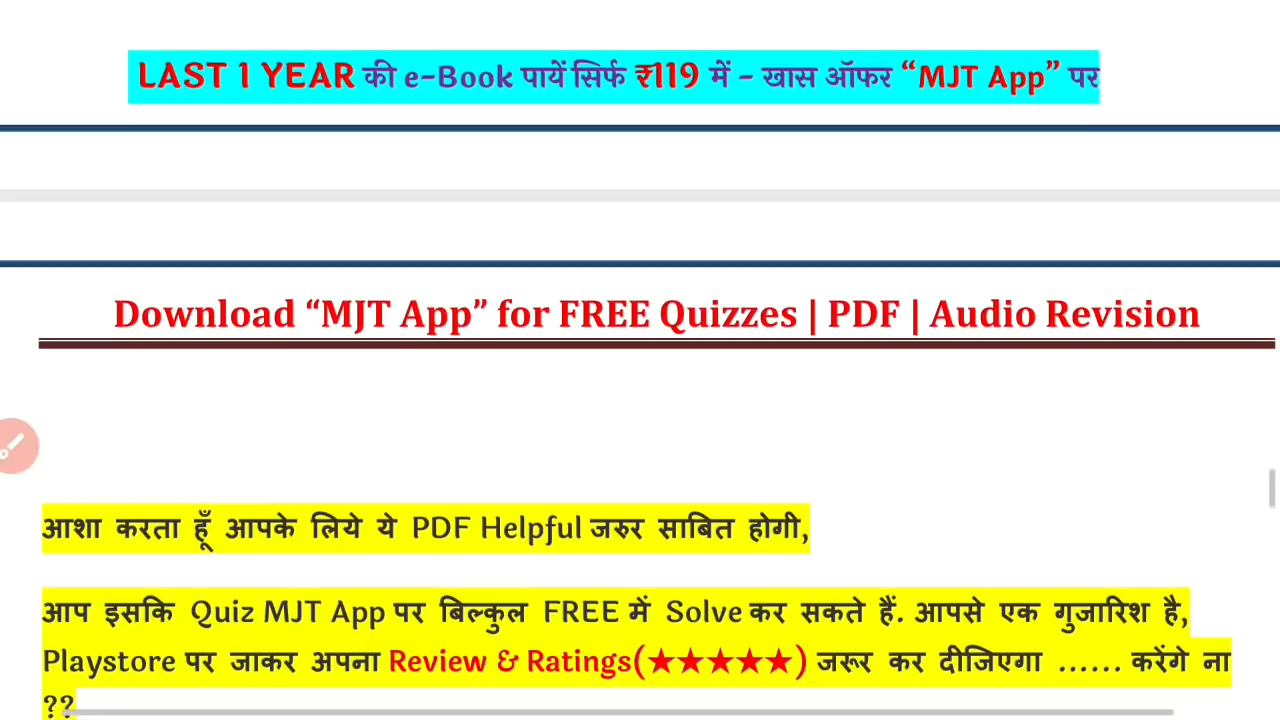 LAST 1 YEAR की e-Book पायें सिर्फ ₹119 में - खास ऑफर “MJT App” पर
Download “MJT App” for FREE Quizzes | PDF | Audio Revision
आशा करता हूँ आपके लिये ये PDF Helpful जरुर साबित होगी,
आप इसकि Quiz MJT App पर बिल्कुल FREE में Solve कर सकते हैं. आपसे एक गुजारिश है,
Playstore पर जाकर अपना Review & Ratings(★★★★★) जरूर कर दीजिएगा ...... करेंगे ना
??